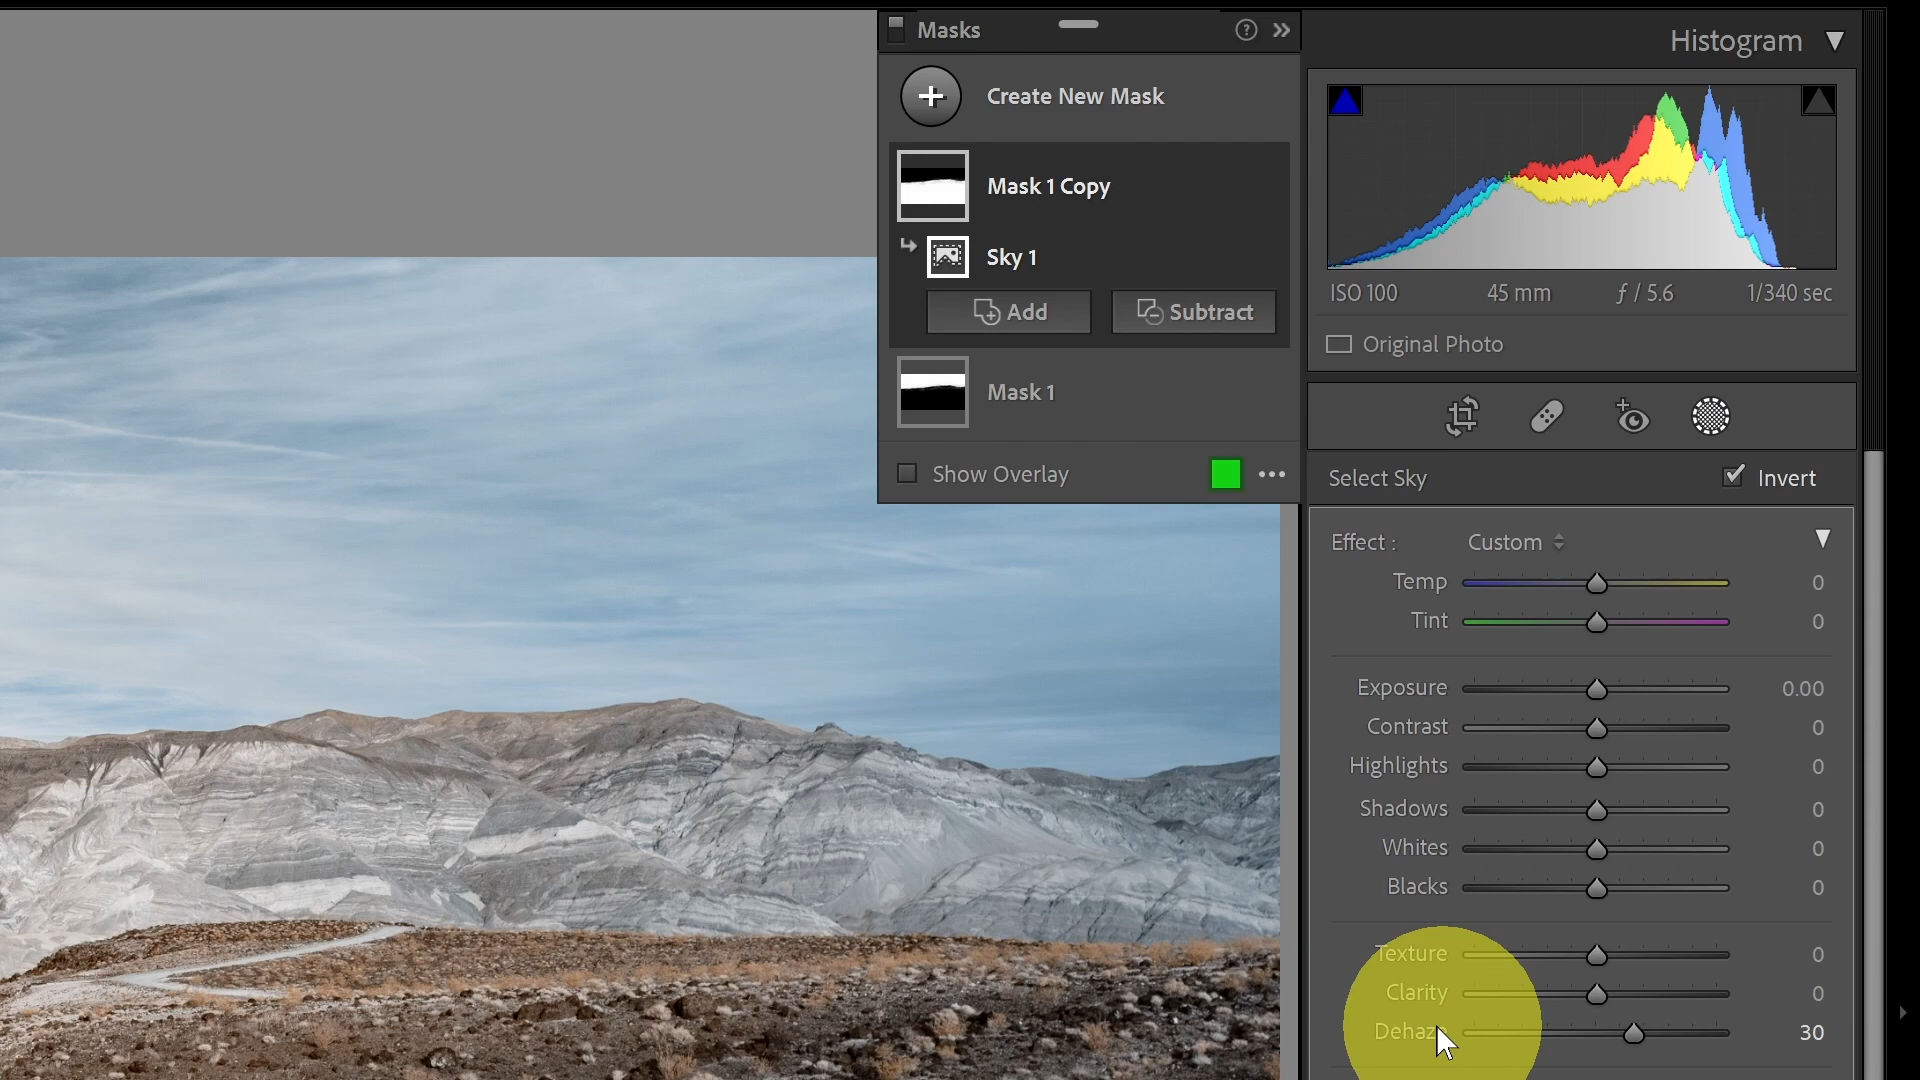 Masks
Create New Mask
Mask 1 Copy
Sky 1
Add
Subtract
Mask 1
Show Overlay
Histogram
ISO 100 45 mm ƒ / 5.6 1/340 sec
Original Photo
Select Sky Invert
Effect : Custom
Temp 0
Tint 0
Exposure 0.00
Contrast 0
Highlights 0
Shadows 0
Whites 0
Blacks 0
Texture 0
Clarity 0
Dehaze 30